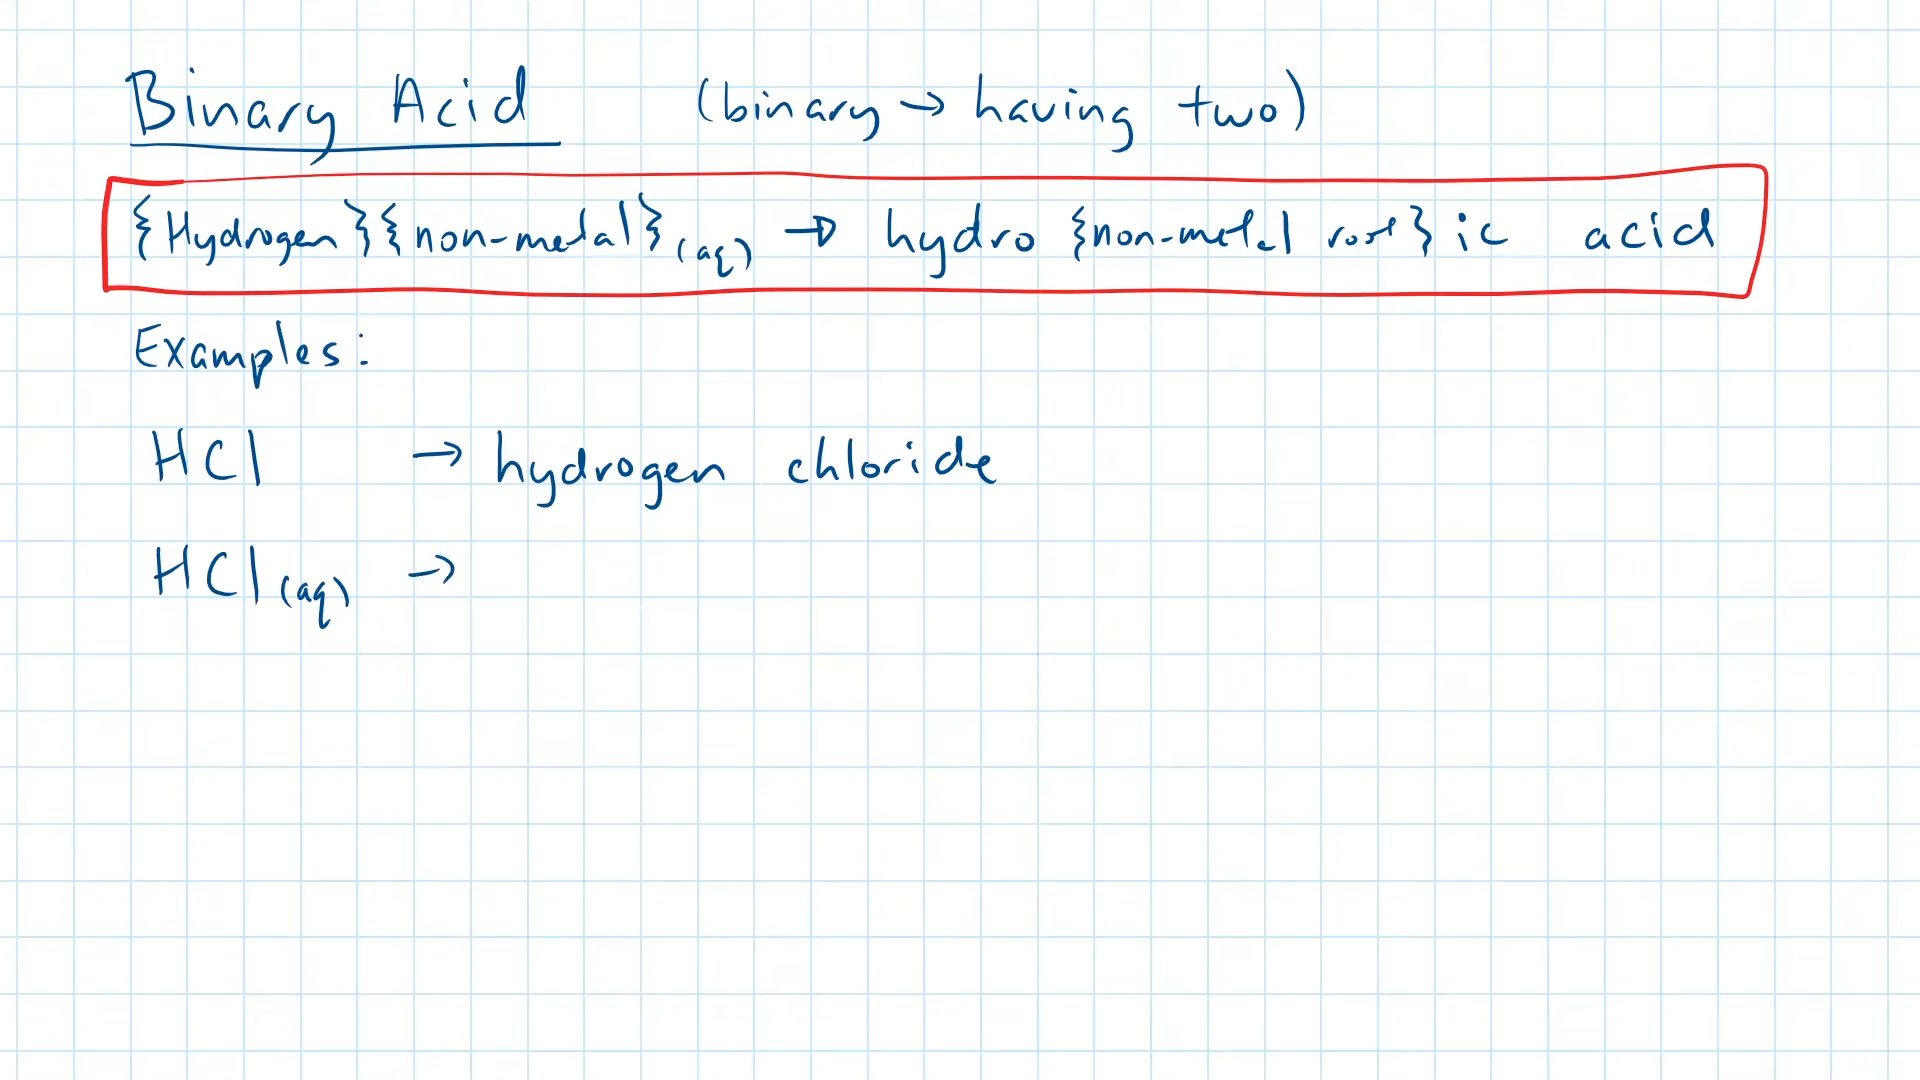 Binary Acid (binary → having two)
{Hydrogen}{non-metal}(aq) → hydro {non-metal root} ic acid
Examples:
HCl → hydrogen chloride
HCl(aq) →